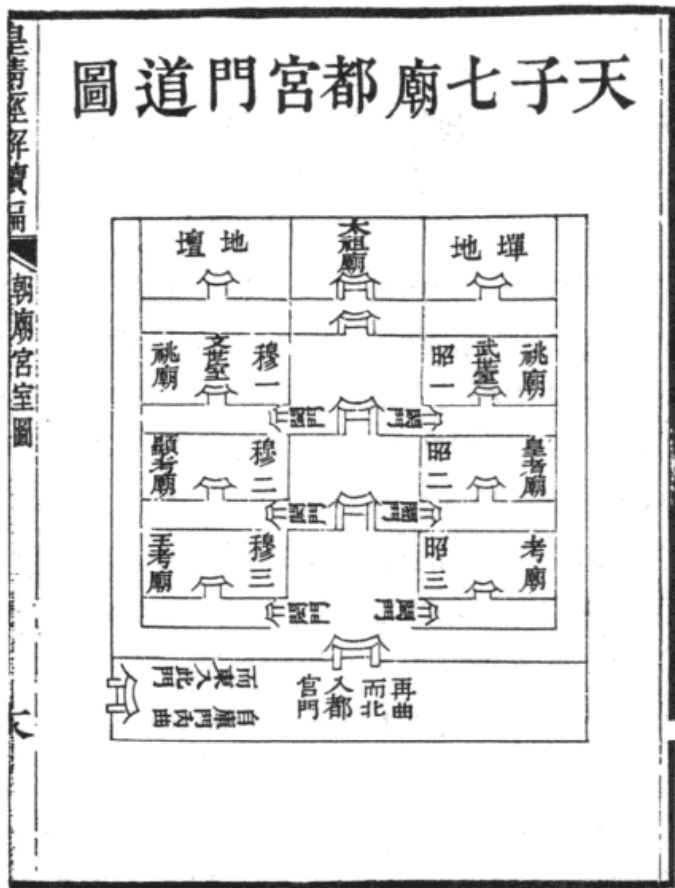 天子七廟都宮門道圖
墠地
太祖廟
地壇
祧廟
武世室
昭一
穆一
文世室
祧廟
皇考廟
昭二
穆二
顯考廟
考廟
昭三
穆三
王考廟
再曲
而北
入都
宮門
門內曲
而東入此門
皇清經解續編
朝廟宮室圖